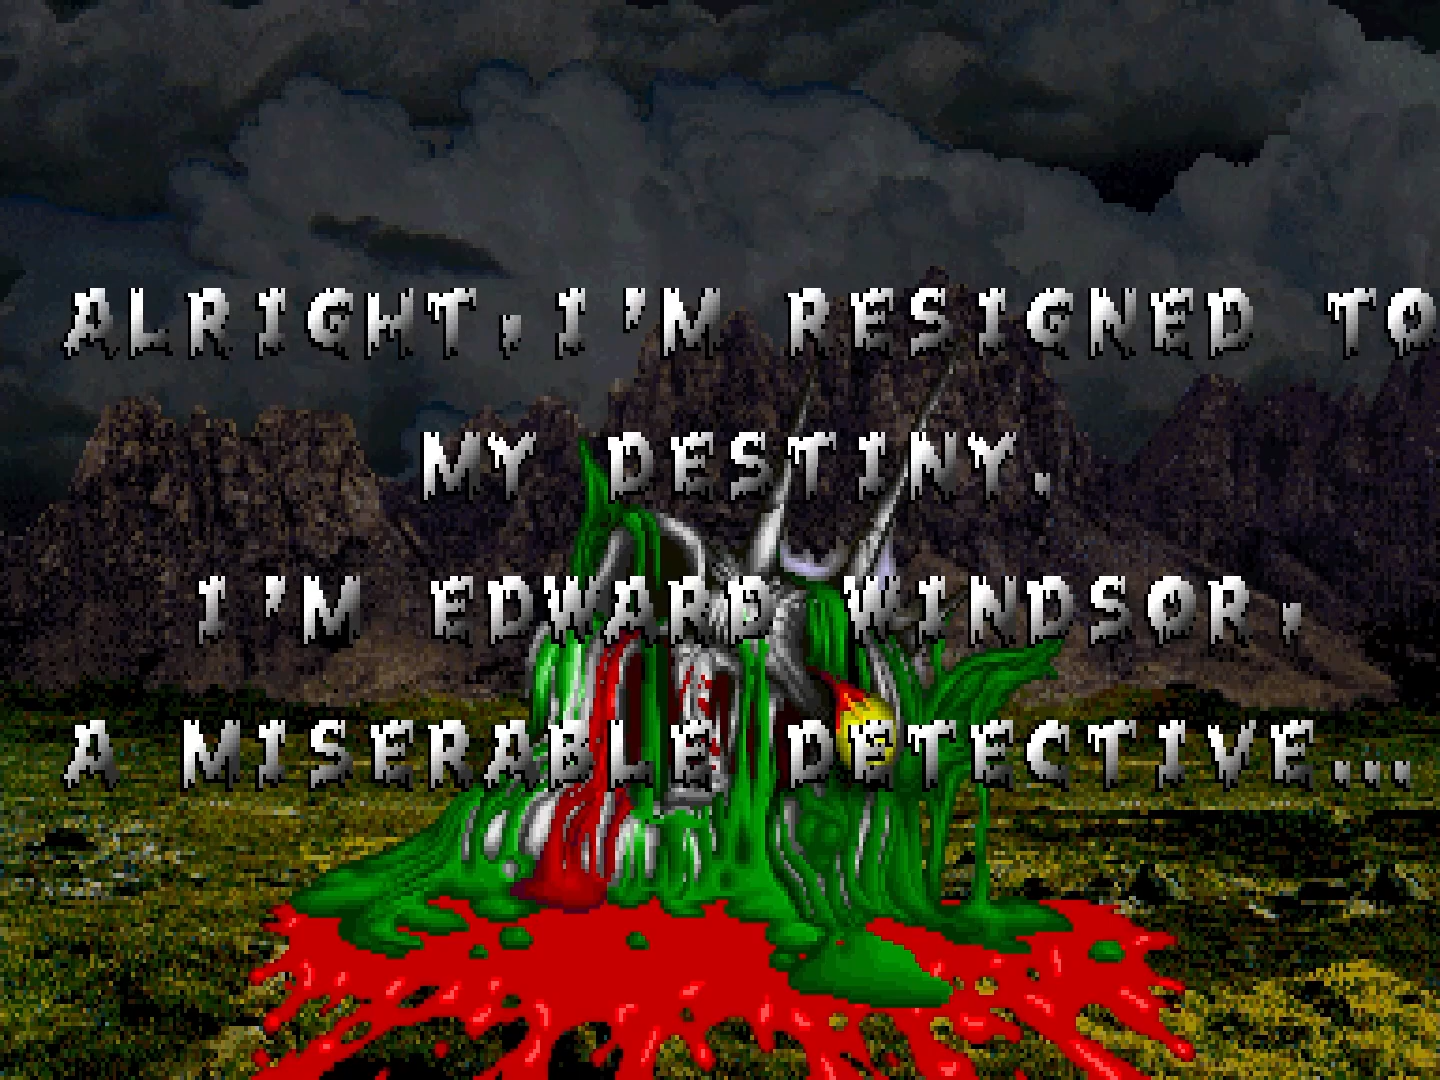 ALRIGHT,I'M RESIGNED TO
MY DESTINY.
I'M EDWARD WINDSOR,
A MISERABLE DETECTIVE...